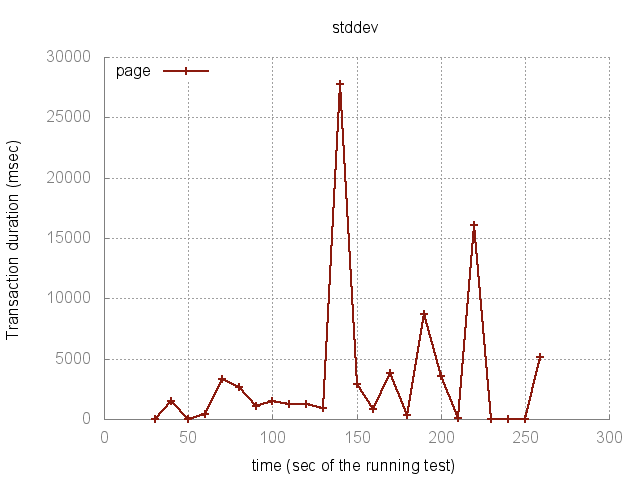 stddev
30000
page
25000
20000
15000
10000
5000
0
0 50 100 150 200 250 300
Transaction duration (msec)
time (sec of the running test)